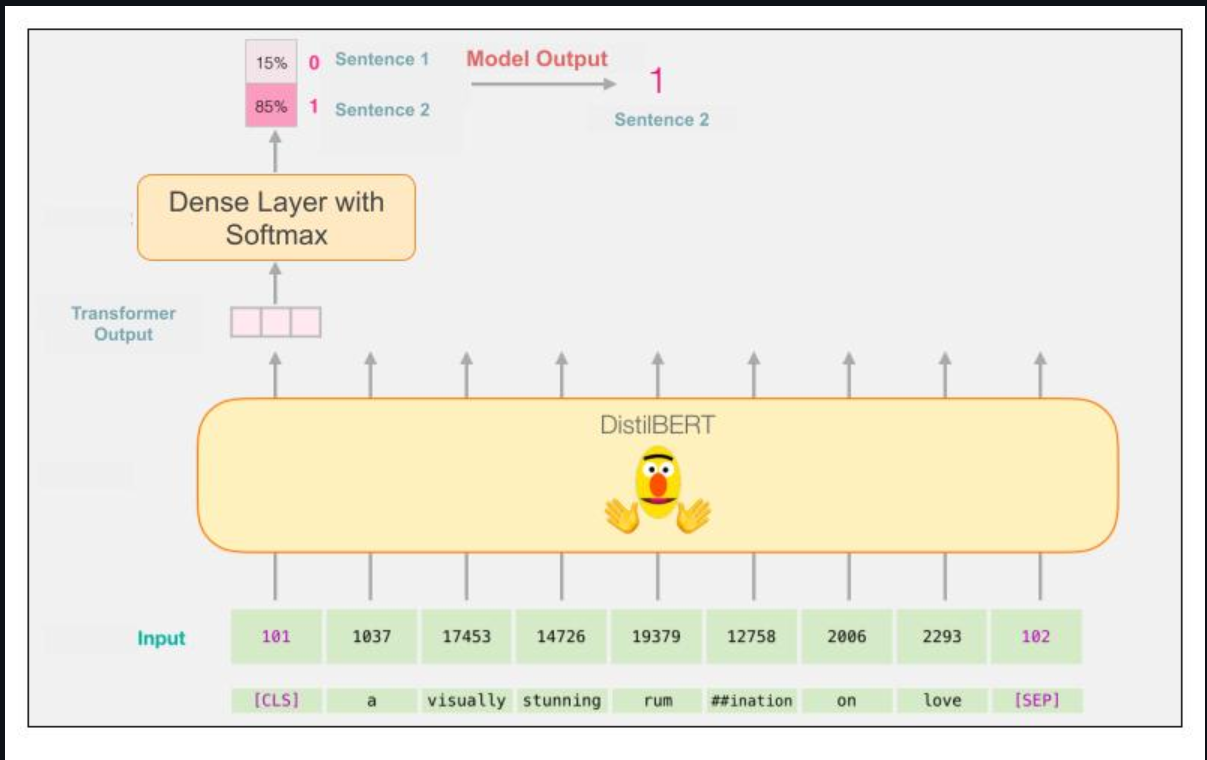 15% 0 Sentence 1 Model Output 1
85% 1 Sentence 2
Sentence 2
Dense Layer with
Softmax
Transformer
Output
DistilBERT
Input 101 1037 17453 14726 19379 12758 2006 2293 102
[CLS] a visually stunning rum ##ination on love [SEP]